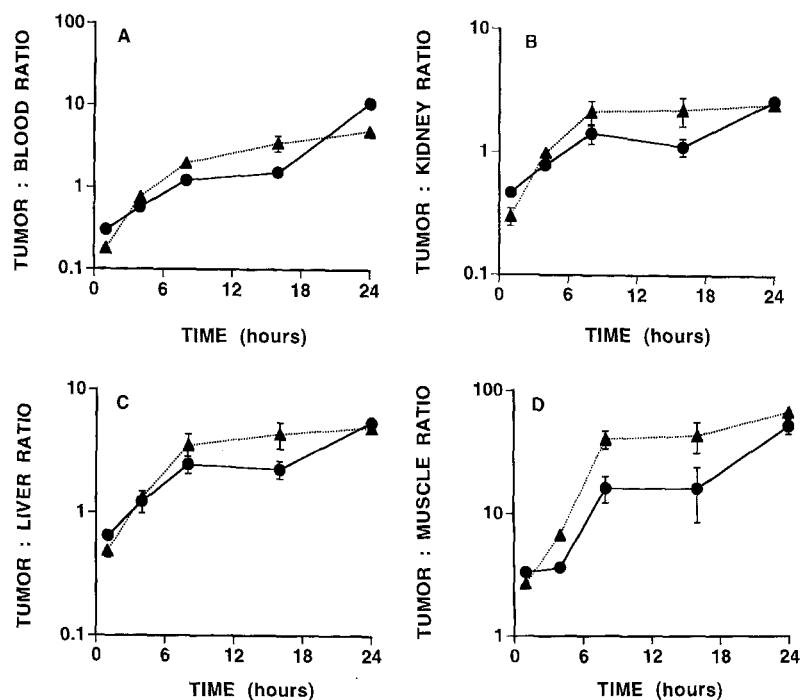 A
TUMOR : BLOOD RATIO
100
10
1
0.1
0 6 12 18 24
TIME (hours)
B
TUMOR : KIDNEY RATIO
10
1
0.1
0 6 12 18 24
TIME (hours)
C
TUMOR : LIVER RATIO
10
1
0.1
0 6 12 18 24
TIME (hours)
D
TUMOR : MUSCLE RATIO
100
10
1
0 6 12 18 24
TIME (hours)